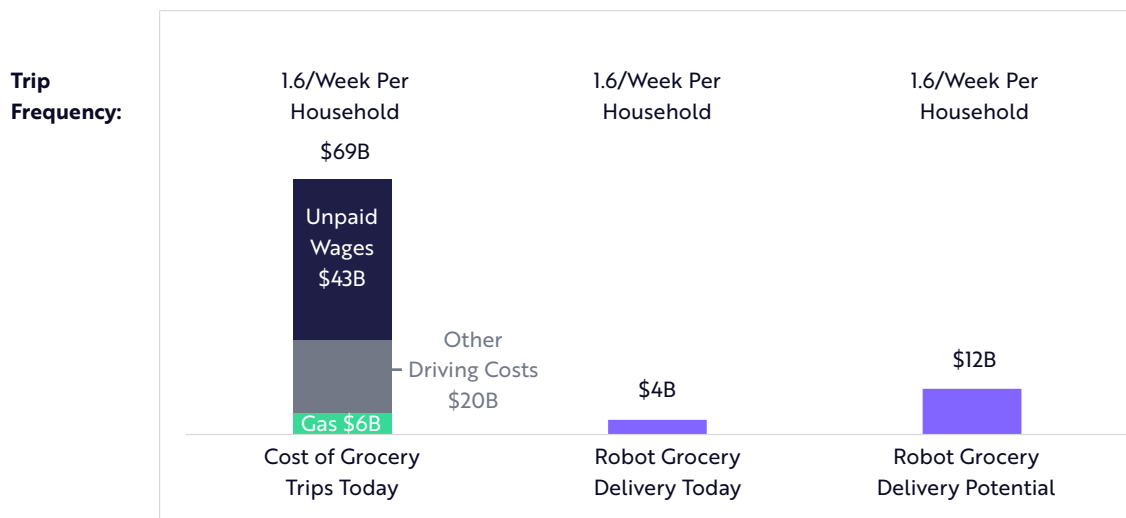 Trip
Frequency:
1.6/Week Per
Household
1.6/Week Per
Household
1.6/Week Per
Household
$69B
Unpaid
Wages
$43B
Other
Driving Costs
$20B
Gas $6B
$4B
$12B
Cost of Grocery
Trips Today
Robot Grocery
Delivery Today
Robot Grocery
Delivery Potential